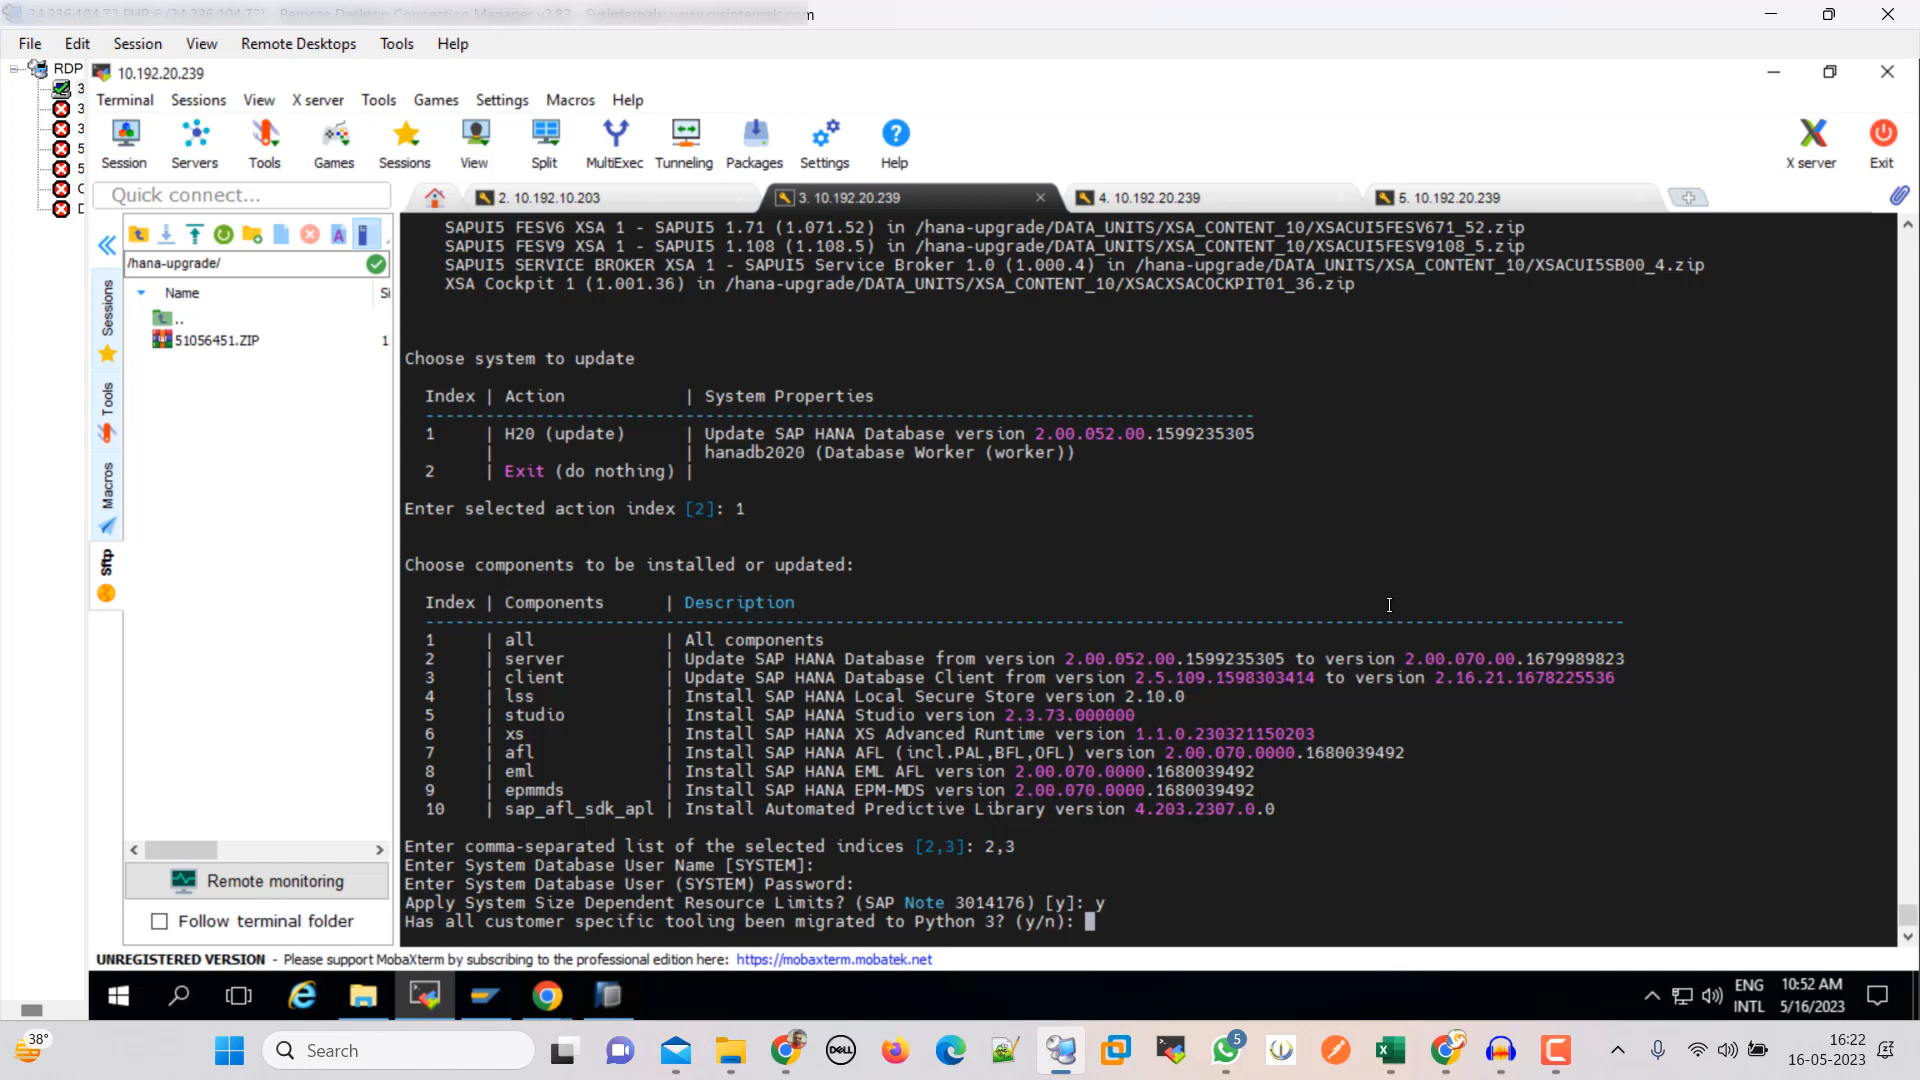 File Edit Session View Remote Desktops Tools Help
RDP
10.192.20.239
Terminal Sessions View X server Tools Games Settings Macros Help
Session Servers Tools Games Sessions View Split MultiExec Tunneling Packages Settings Help X server Exit
Quick connect...
2. 10.192.10.203
3. 10.192.20.239
4. 10.192.20.239
5. 10.192.20.239
/hana-upgrade/
Name
Si
..
51056451.ZIP 1
Sessions
Tools
Macros
Sftp
Remote monitoring
Follow terminal folder
SAPUI5 FESV6 XSA 1 - SAPUI5 1.71 (1.071.52) in /hana-upgrade/DATA_UNITS/XSA_CONTENT_10/XSACUI5FESV671_52.zip
SAPUI5 FESV9 XSA 1 - SAPUI5 1.108 (1.108.5) in /hana-upgrade/DATA_UNITS/XSA_CONTENT_10/XSACUI5FESV9108_5.zip
SAPUI5 SERVICE BROKER XSA 1 - SAPUI5 Service Broker 1.0 (1.000.4) in /hana-upgrade/DATA_UNITS/XSA_CONTENT_10/XSACUI5SB00_4.zip
XSA Cockpit 1 (1.001.36) in /hana-upgrade/DATA_UNITS/XSA_CONTENT_10/XSACXSACOCKPIT01_36.zip
Choose system to update
Index | Action | System Properties
1 | H20 (update) | Update SAP HANA Database version 2.00.052.00.1599235305
| | hanadb2020 (Database Worker (worker))
2 | Exit (do nothing) |
Enter selected action index [2]: 1
Choose components to be installed or updated:
Index | Components | Description
1 | all | All components
2 | server | Update SAP HANA Database from version 2.00.052.00.1599235305 to version 2.00.070.00.1679989823
3 | client | Update SAP HANA Database Client from version 2.5.109.1598303414 to version 2.16.21.1678225536
4 | lss | Install SAP HANA Local Secure Store version 2.10.0
5 | studio | Install SAP HANA Studio version 2.3.73.000000
6 | xs | Install SAP HANA XS Advanced Runtime version 1.1.0.230321150203
7 | afl | Install SAP HANA AFL (incl.PAL,BFL,OFL) version 2.00.070.0000.1680039492
8 | eml | Install SAP HANA EML AFL version 2.00.070.0000.1680039492
9 | epmmds | Install SAP HANA EPM-MDS version 2.00.070.0000.1680039492
10 | sap_afl_sdk_apl | Install Automated Predictive Library version 4.203.2307.0.0
Enter comma-separated list of the selected indices [2,3]: 2,3
Enter System Database User Name [SYSTEM]:
Enter System Database User (SYSTEM) Password:
Apply System Size Dependent Resource Limits? (SAP Note 3014176) [y]: y
Has all customer specific tooling been migrated to Python 3? (y/n):
UNREGISTERED VERSION - Please support MobaXterm by subscribing to the professional edition here: https://mobaxterm.mobatek.net
ENG
INTL
10:52 AM
5/16/2023
38°
Search
DELL
5
16:22
16-05-2023